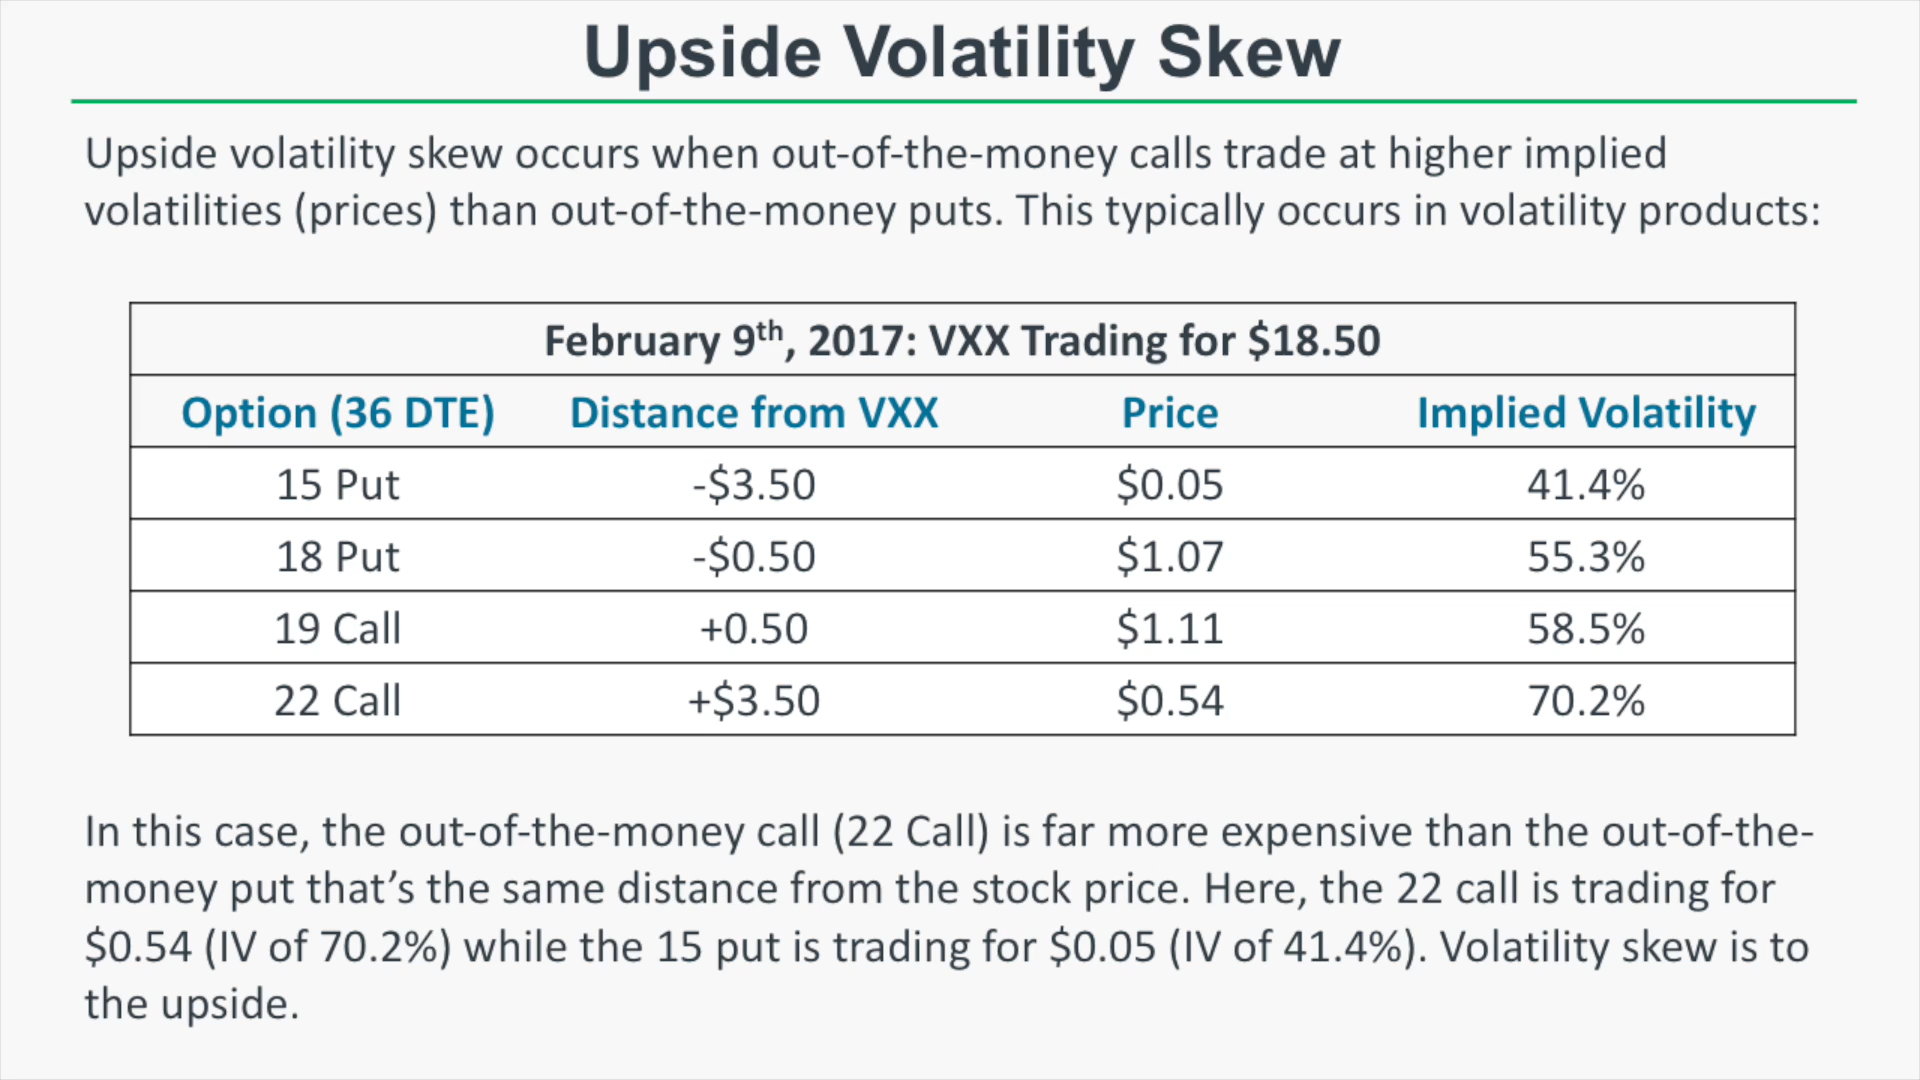 Upside Volatility Skew
Upside volatility skew occurs when out-of-the-money calls trade at higher implied
volatilities (prices) than out-of-the-money puts. This typically occurs in volatility products:
February 9th, 2017: VXX Trading for $18.50
Option (36 DTE) Distance from VXX Price Implied Volatility
15 Put -$3.50 $0.05 41.4%
18 Put -$0.50 $1.07 55.3%
19 Call +0.50 $1.11 58.5%
22 Call +$3.50 $0.54 70.2%
In this case, the out-of-the-money call (22 Call) is far more expensive than the out-of-the-
money put that’s the same distance from the stock price. Here, the 22 call is trading for
$0.54 (IV of 70.2%) while the 15 put is trading for $0.05 (IV of 41.4%). Volatility skew is to
the upside.